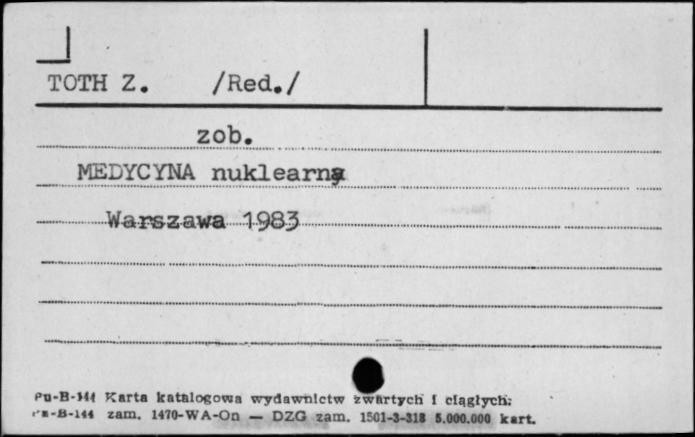 TOTH Z. /Red./
zob.
MEDYCYNA nuklearna
Warszawa 1983
Pu-B-144 Karta katalogowa wydawnictw zwartych i ciągłych:
Pu-B-144 zam. 1470-WA-On — DZG zam. 1501-3-318 5.000.000 kart.